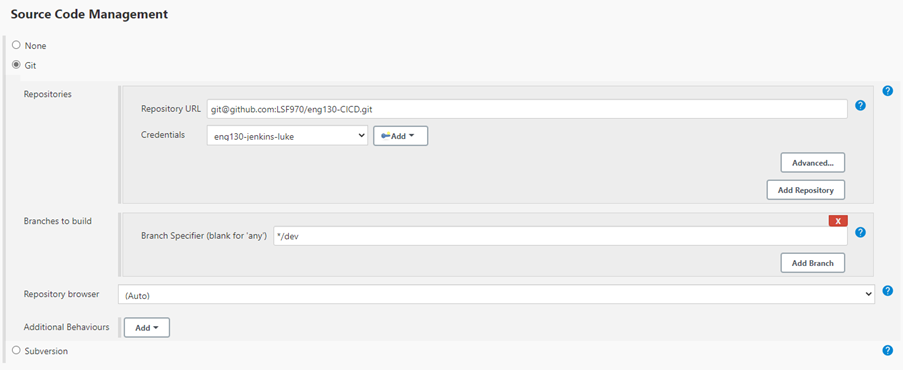 Source Code Management
None
Git
Repositories
Repository URL git@github.com:LSF970/eng130-CICD.git
Credentials eng130-jenkins-luke Add
Advanced...
Add Repository
Branches to build
X
Branch Specifier (blank for 'any') */dev
Add Branch
Repository browser (Auto)
Additional Behaviours Add
Subversion